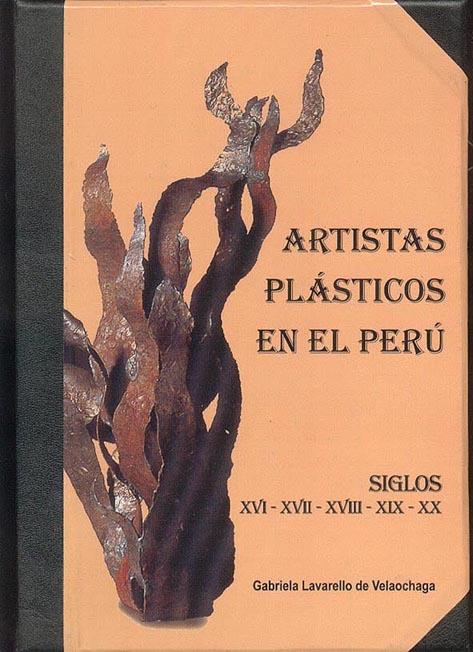 ARTISTAS
PLÁSTICOS
EN EL PERÚ
SIGLOS
XVI - XVII - XVIII - XIX - XX
Gabriela Lavarello de Velaochaga